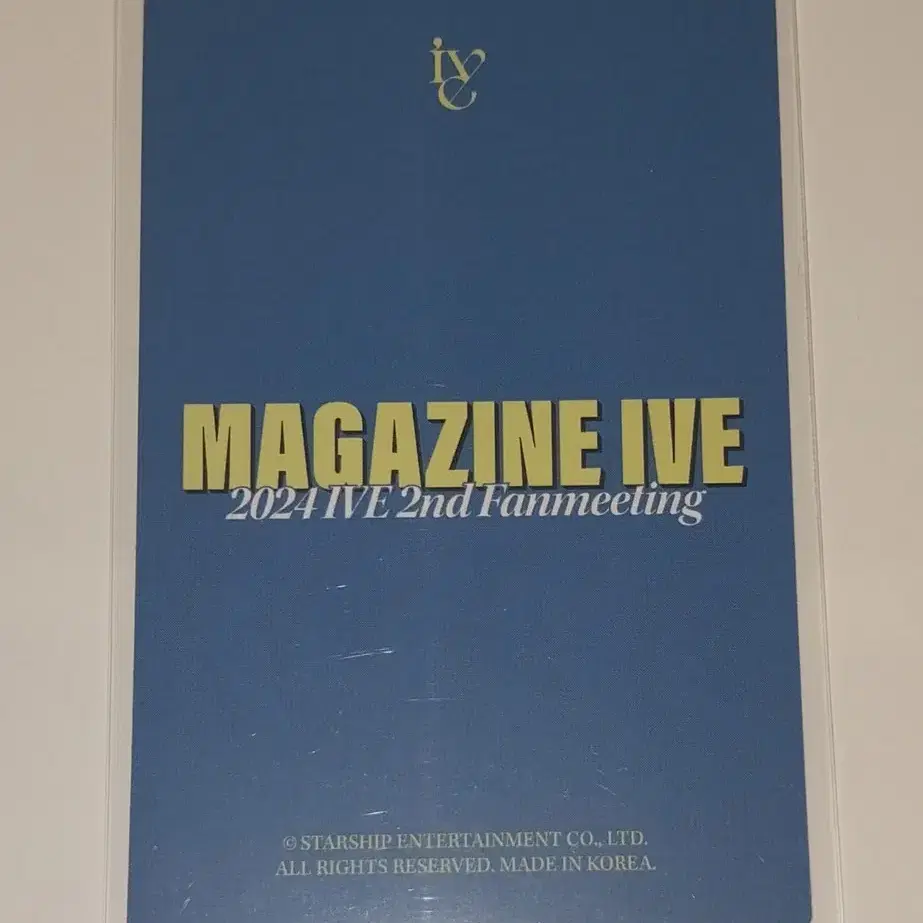 ive
MAGAZINE IVE
2024 IVE 2nd Fanmeeting
© STARSHIP ENTERTAINMENT CO., LTD.
ALL RIGHTS RESERVED. MADE IN KOREA.